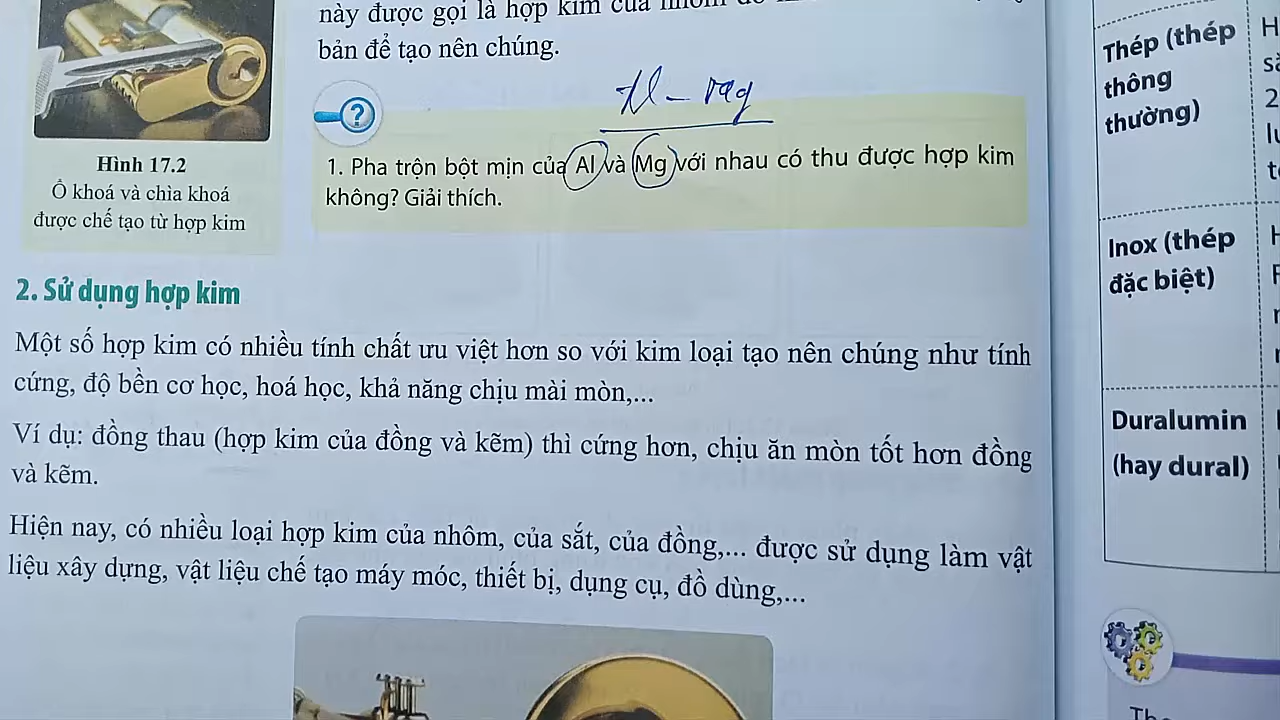 này được gọi là hợp kim của nhôm
bản để tạo nên chúng.
Al – Mg
1. Pha trộn bột mịn của Al và Mg với nhau có thu được hợp kim
không? Giải thích.
Hình 17.2
Ổ khoá và chìa khoá
được chế tạo từ hợp kim
2. Sử dụng hợp kim
Một số hợp kim có nhiều tính chất ưu việt hơn so với kim loại tạo nên chúng như tính
cứng, độ bền cơ học, hoá học, khả năng chịu mài mòn,...
Ví dụ: đồng thau (hợp kim của đồng và kẽm) thì cứng hơn, chịu ăn mòn tốt hơn đồng
và kẽm.
Hiện nay, có nhiều loại hợp kim của nhôm, của sắt, của đồng,... được sử dụng làm vật
liệu xây dựng, vật liệu chế tạo máy móc, thiết bị, dụng cụ, đồ dùng,...
Thép (thép
thông
thường)
Inox (thép
đặc biệt)
Duralumin
(hay dural)